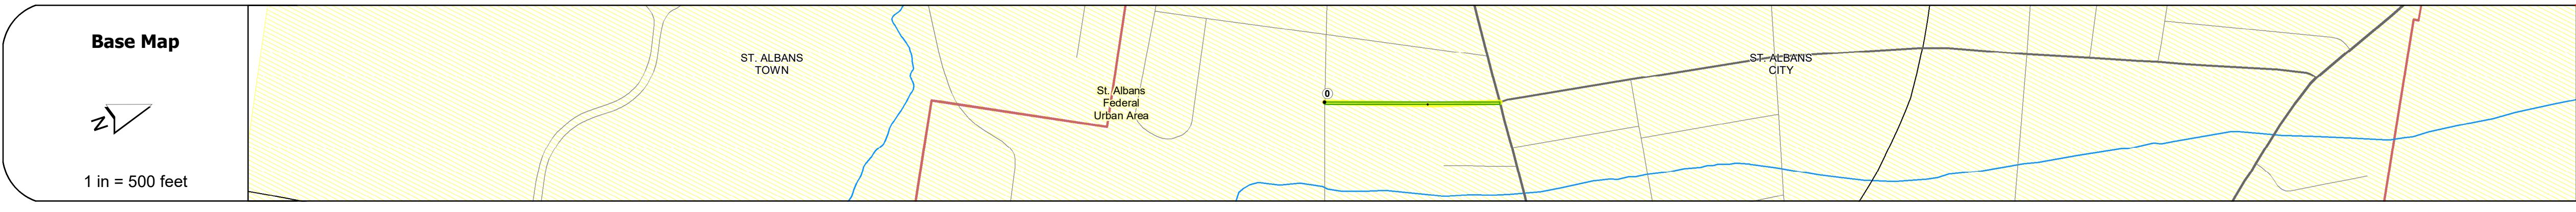 Base Map
N
1 in = 500 feet
ST. ALBANS
TOWN
St. Albans
Federal
Urban Area
0
ST. ALBANS
CITY